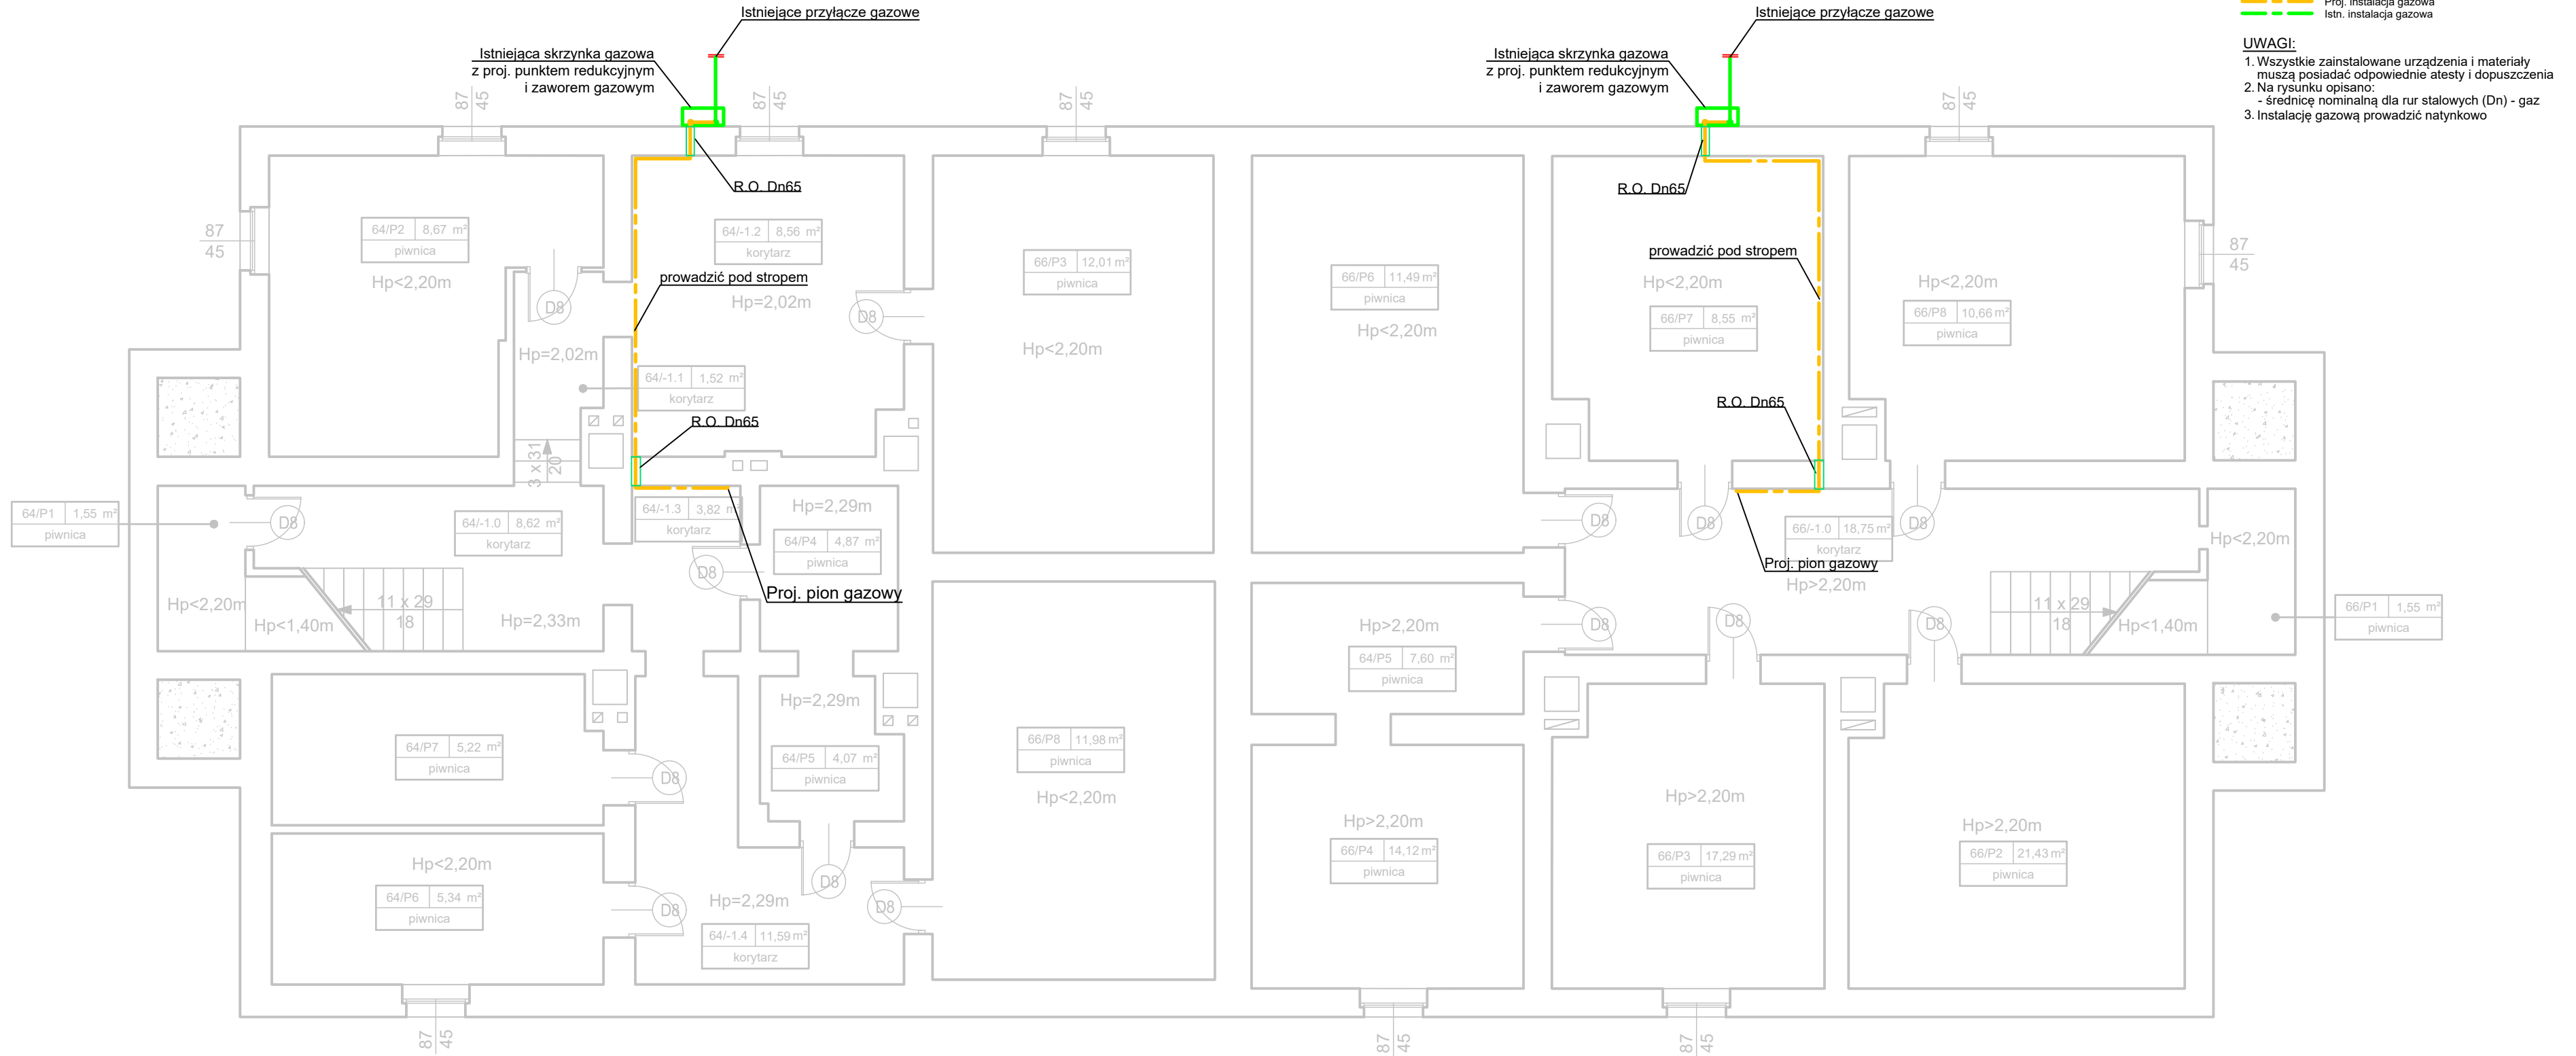 Istniejące przyłącze gazowe
Istniejąca skrzynka gazowa
z proj. punktem redukcyjnym
i zaworem gazowym
Istniejące przyłącze gazowe
Istniejąca skrzynka gazowa
z proj. punktem redukcyjnym
i zaworem gazowym
Proj. instalacja gazowa
Istn. instalacja gazowa
UWAGI:
1. Wszystkie zainstalowane urządzenia i materiały
muszą posiadać odpowiednie atesty i dopuszczenia
2. Na rysunku opisano:
- średnicę nominalną dla rur stalowych (Dn) - gaz
3. Instalację gazową prowadzić natynkowo
87
45
87
45
87
45
87
45
R.O. Dn65
R.O. Dn65
87
45
64/P2 8,67 m²
piwnica
Hp<2,20m
64/-1.2 8,56 m²
korytarz
prowadzić pod stropem
Hp=2,02m
D8
D8
Hp=2,02m
64/-1.1 1,52 m²
korytarz
R.O. Dn65
3 x 31
20
66/P3 12,01 m²
piwnica
Hp<2,20m
66/P6 11,49 m²
piwnica
Hp<2,20m
prowadzić pod stropem
Hp<2,20m
66/P7 8,55 m²
piwnica
R.O. Dn65
Hp<2,20m
66/P8 10,66 m²
piwnica
87
45
64/P1 1,55 m²
piwnica
D8
64/-1.0 8,62 m²
korytarz
64/-1.3 3,82 m²
korytarz
Hp=2,29m
64/P4 4,87 m²
piwnica
D8
Proj. pion gazowy
Hp<2,20m
Hp<1,40m
11 x 29
18
Hp=2,33m
D8
D8
D8
66/-1.0 18,75 m²
korytarz
Proj. pion gazowy
Hp>2,20m
Hp<2,20m
11 x 29
18
Hp<1,40m
66/P1 1,55 m²
piwnica
D8
D8
D8
Hp>2,20m
64/P5 7,60 m²
piwnica
Hp=2,29m
64/P5 4,07 m²
piwnica
64/P7 5,22 m²
piwnica
D8
66/P8 11,98 m²
piwnica
Hp<2,20m
Hp>2,20m
66/P4 14,12 m²
piwnica
Hp>2,20m
66/P3 17,29 m²
piwnica
Hp>2,20m
66/P2 21,43 m²
piwnica
Hp<2,20m
64/P6 5,34 m²
piwnica
D8
D8
D8
Hp=2,29m
64/-1.4 11,59 m²
korytarz
87
45
87
45
87
45